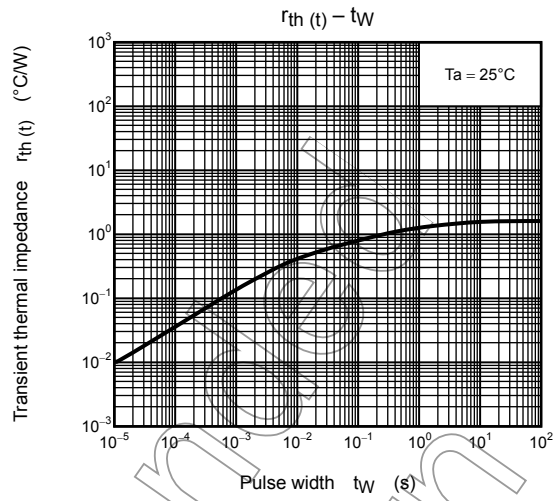 r th (t) – tW
Transient thermal impedance rth (t) (°C/W)
10³
10²
10¹
10⁰
10⁻¹
10⁻²
10⁻³
Ta = 25°C
10⁻⁵ 10⁻⁴ 10⁻³ 10⁻² 10⁻¹ 10⁰ 10¹ 10²
Pulse width tW (s)